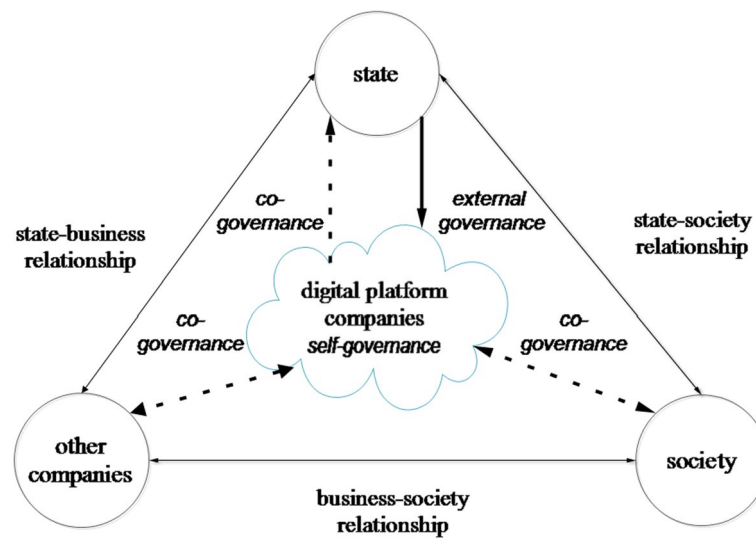 state
co-
governance
external
governance
state-business
relationship
state-society
relationship
digital platform
companies
self-governance
co-
governance
co-
governance
other
companies
society
business-society
relationship